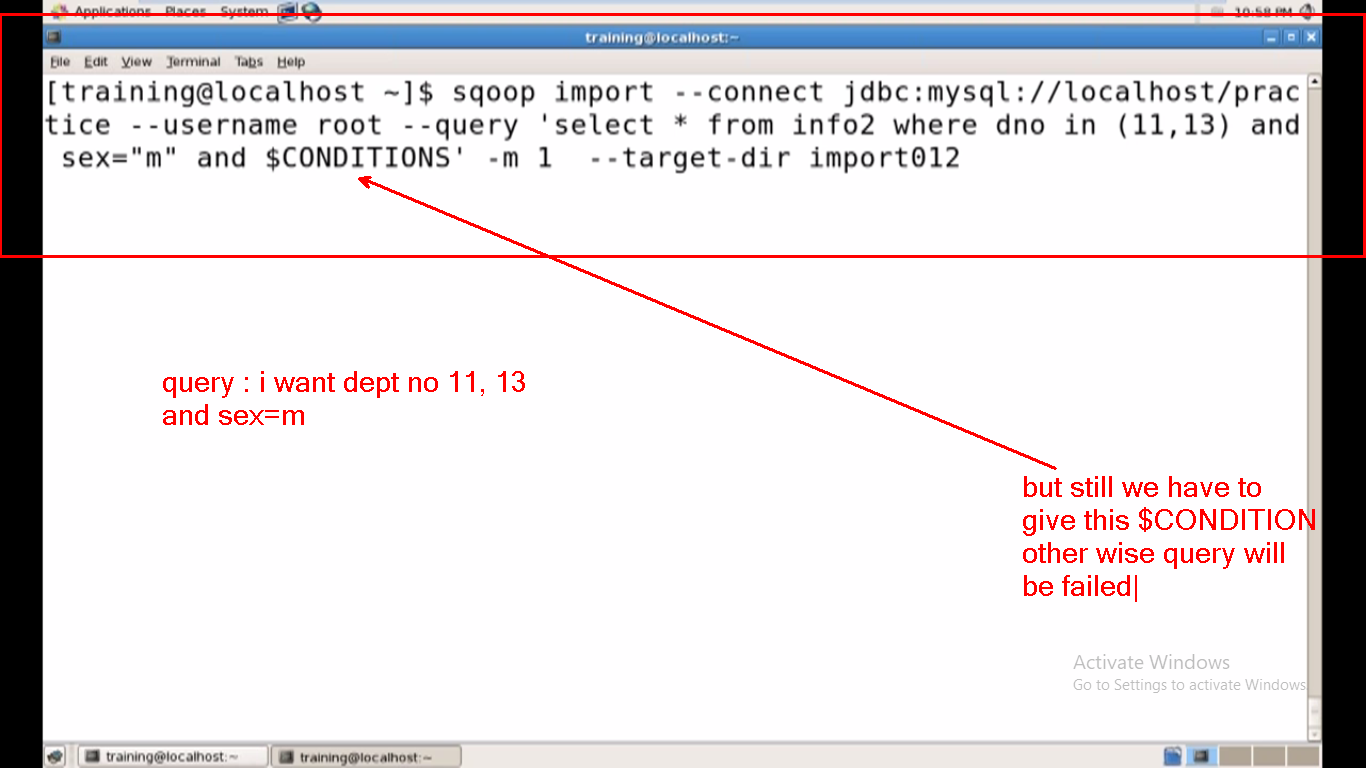 Applications Places System 10:58 PM
training@localhost:~
File Edit View Terminal Tabs Help
[training@localhost ~]$ sqoop import --connect jdbc:mysql://localhost/prac
tice --username root --query 'select * from info2 where dno in (11,13) and
sex="m" and $CONDITIONS' -m 1 --target-dir import012
query : i want dept no 11, 13
and sex=m
but still we have to
give this $CONDITION
other wise query will
be failed
Activate Windows
Go to Settings to activate Windows
training@localhost:~ training@localhost:~